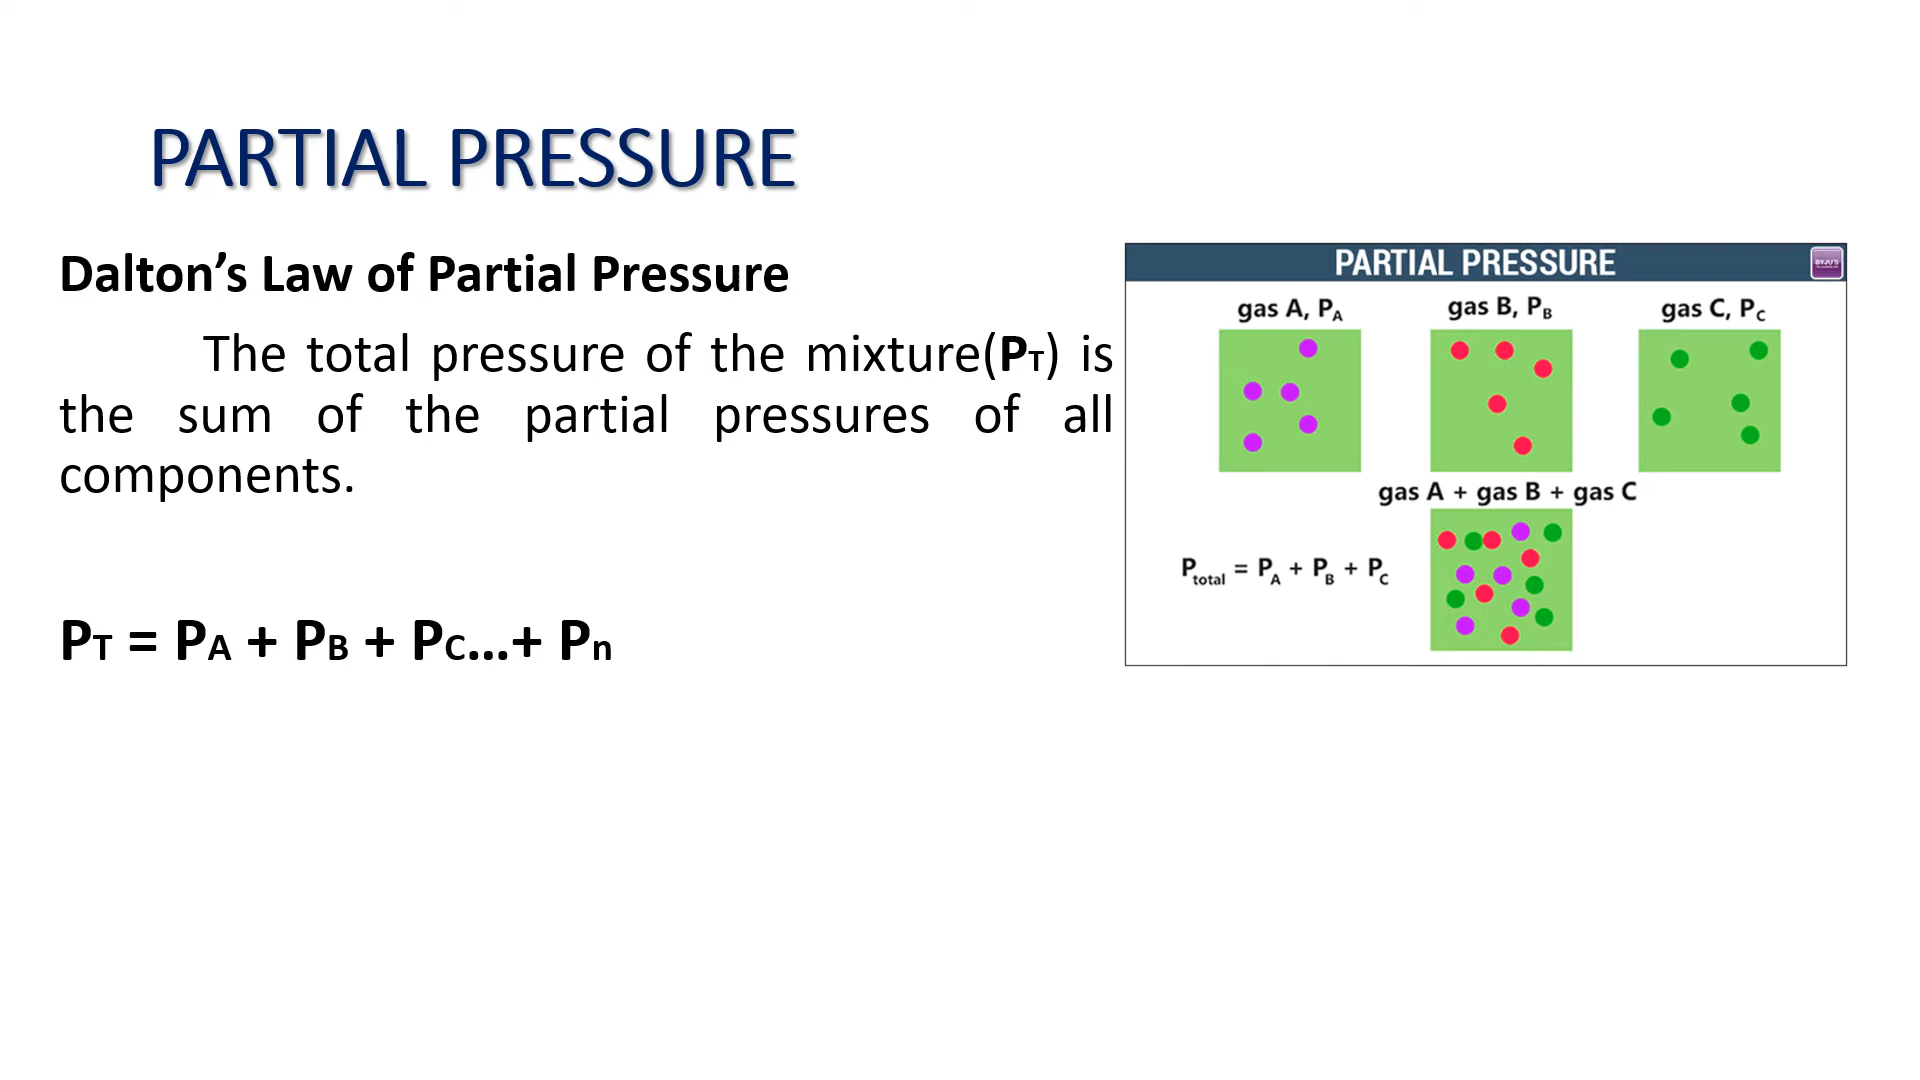 PARTIAL PRESSURE
Dalton’s Law of Partial Pressure
The total pressure of the mixture(PT) is
the sum of the partial pressures of all
components.
PT = PA + PB + PC...+ Pn
PARTIAL PRESSURE
BYJU'S
gas A, PA
gas B, PB
gas C, PC
gas A + gas B + gas C
Ptotal = PA + PB + PC